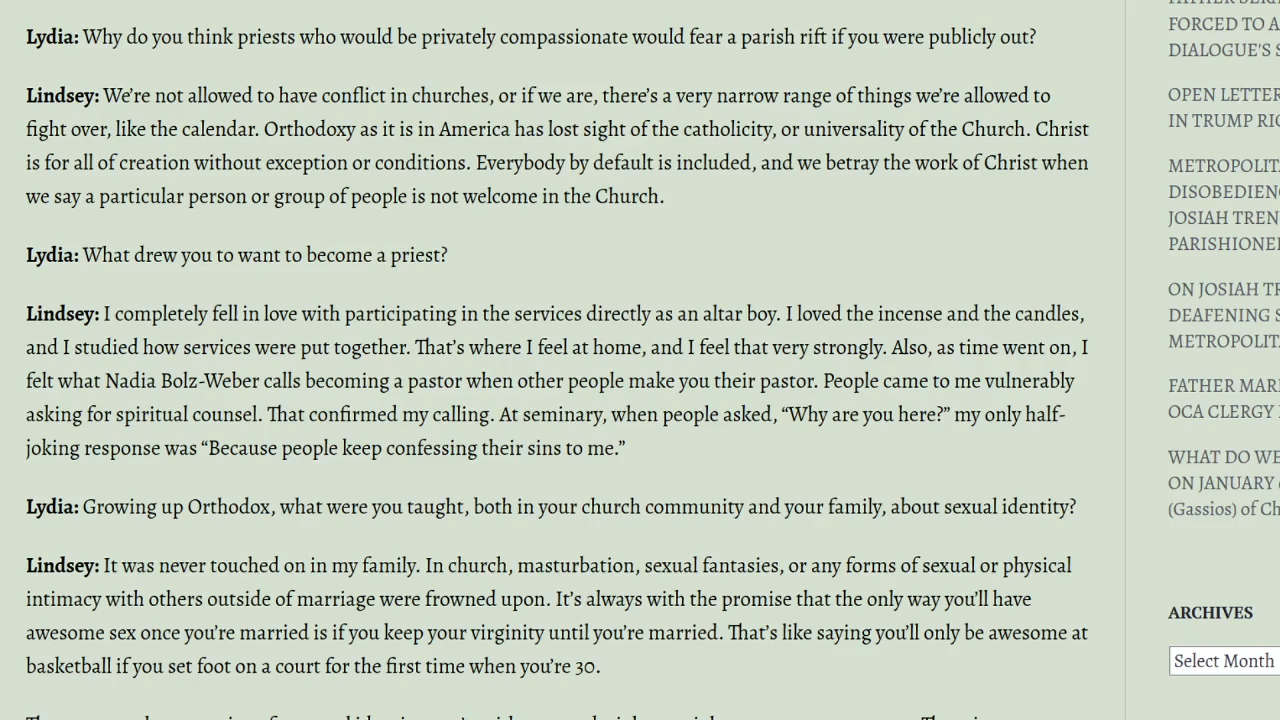 Lydia: Why do you think priests who would be privately compassionate would fear a parish rift if you were publicly out?
Lindsey: We’re not allowed to have conflict in churches, or if we are, there’s a very narrow range of things we’re allowed to
fight over, like the calendar. Orthodoxy as it is in America has lost sight of the catholicity, or universality of the Church. Christ
is for all of creation without exception or conditions. Everybody by default is included, and we betray the work of Christ when
we say a particular person or group of people is not welcome in the Church.
Lydia: What drew you to want to become a priest?
Lindsey: I completely fell in love with participating in the services directly as an altar boy. I loved the incense and the candles,
and I studied how services were put together. That’s where I feel at home, and I feel that very strongly. Also, as time went on, I
felt what Nadia Bolz-Weber calls becoming a pastor when other people make you their pastor. People came to me vulnerably
asking for spiritual counsel. That confirmed my calling. At seminary, when people asked, “Why are you here?” my only half-
joking response was “Because people keep confessing their sins to me.”
Lydia: Growing up Orthodox, what were you taught, both in your church community and your family, about sexual identity?
Lindsey: It was never touched on in my family. In church, masturbation, sexual fantasies, or any forms of sexual or physical
intimacy with others outside of marriage were frowned upon. It’s always with the promise that the only way you’ll have
awesome sex once you’re married is if you keep your virginity until you’re married. That’s like saying you’ll only be awesome at
basketball if you set foot on a court for the first time when you’re 30.
FORCED TO A
DIALOGUE'S S
OPEN LETTER
IN TRUMP RIC
METROPOLITA
DISOBEDIENC
JOSIAH TREN
PARISHIONER
ON JOSIAH TR
DEAFENING S
METROPOLITA
FATHER MARK
OCA CLERGY
WHAT DO WE
ON JANUARY
(Gassios) of Ch
ARCHIVES
Select Month